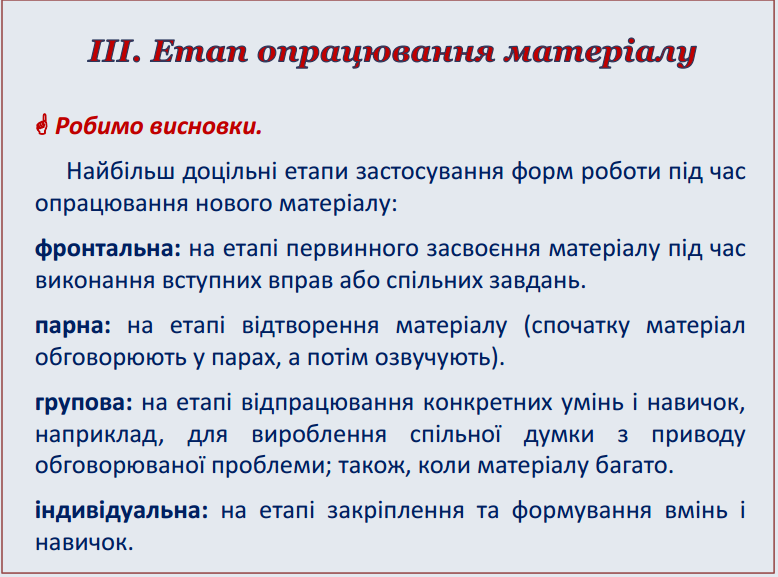 III. Етап опрацювання матеріалу
☝ Робимо висновки.
Найбільш доцільні етапи застосування форм роботи під час
опрацювання нового матеріалу:
фронтальна: на етапі первинного засвоєння матеріалу під час
виконання вступних вправ або спільних завдань.
парна: на етапі відтворення матеріалу (спочатку матеріал
обговорюють у парах, а потім озвучують).
групова: на етапі відпрацювання конкретних умінь і навичок,
наприклад, для вироблення спільної думки з приводу
обговорюваної проблеми; також, коли матеріалу багато.
індивідуальна: на етапі закріплення та формування вмінь і
навичок.